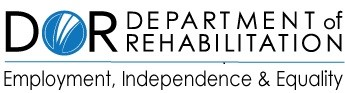 DOR DEPARTMENT of
REHABILITATION
Employment, Independence & Equality